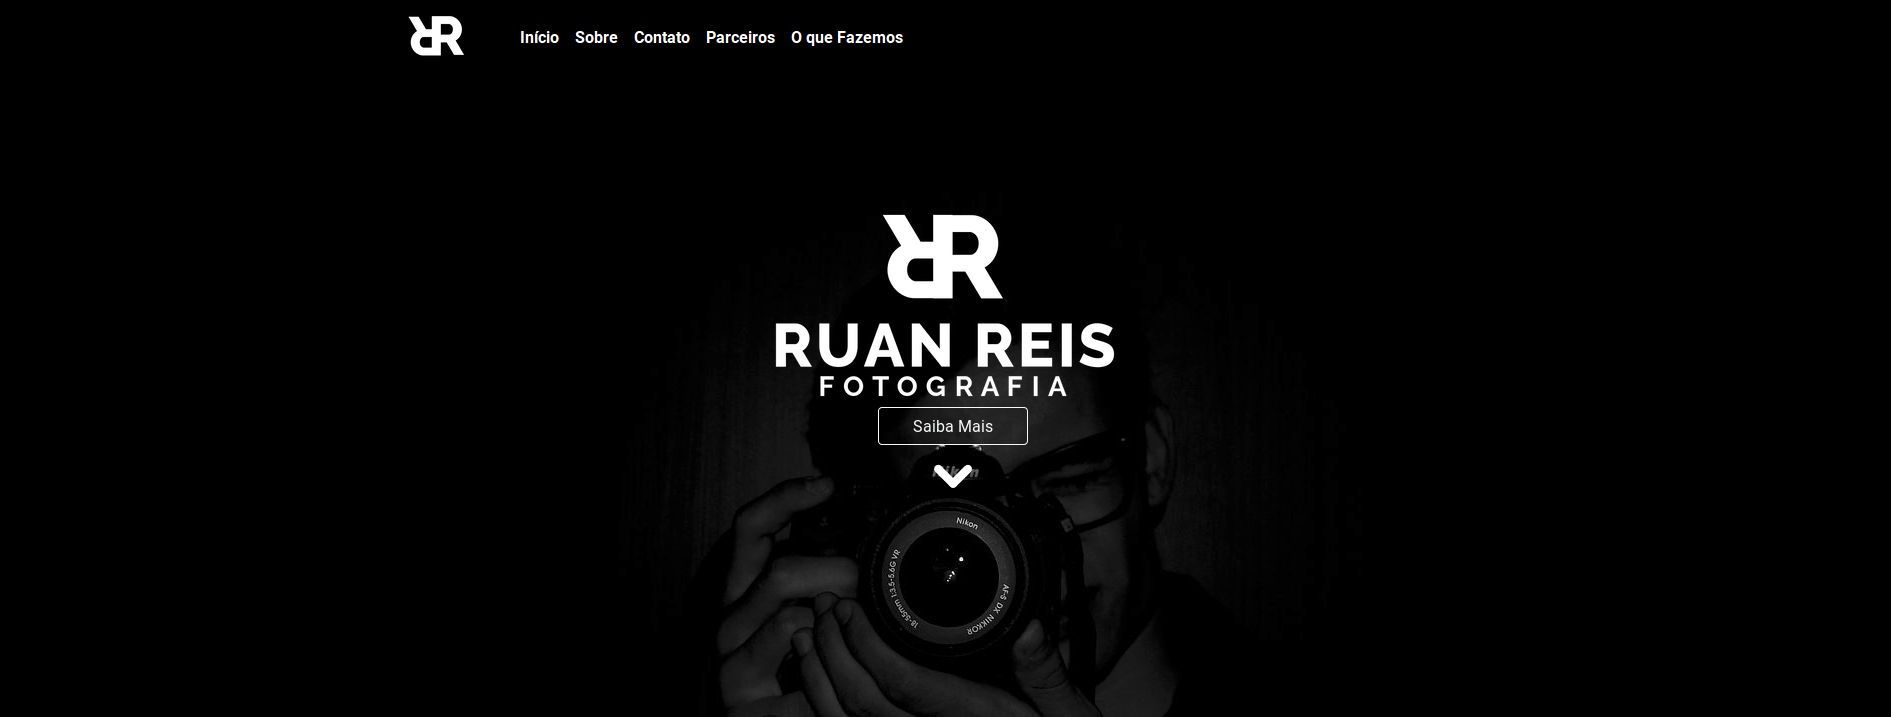 RR
Início Sobre Contato Parceiros O que Fazemos
RR
RUAN REIS
FOTOGRAFIA
Saiba Mais
Nikon
Nikon
18-55mm 1:3.5-5.6G VR
AF-S DX NIKKOR